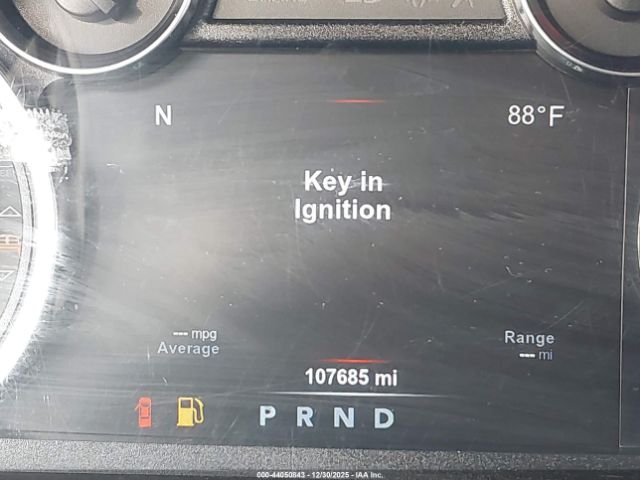 N 88°F
Key in
Ignition
--- mpg
Average
Range
--- mi
107685 mi
P R N D
000-44050843 - 12/30/2025 - IAA Inc.